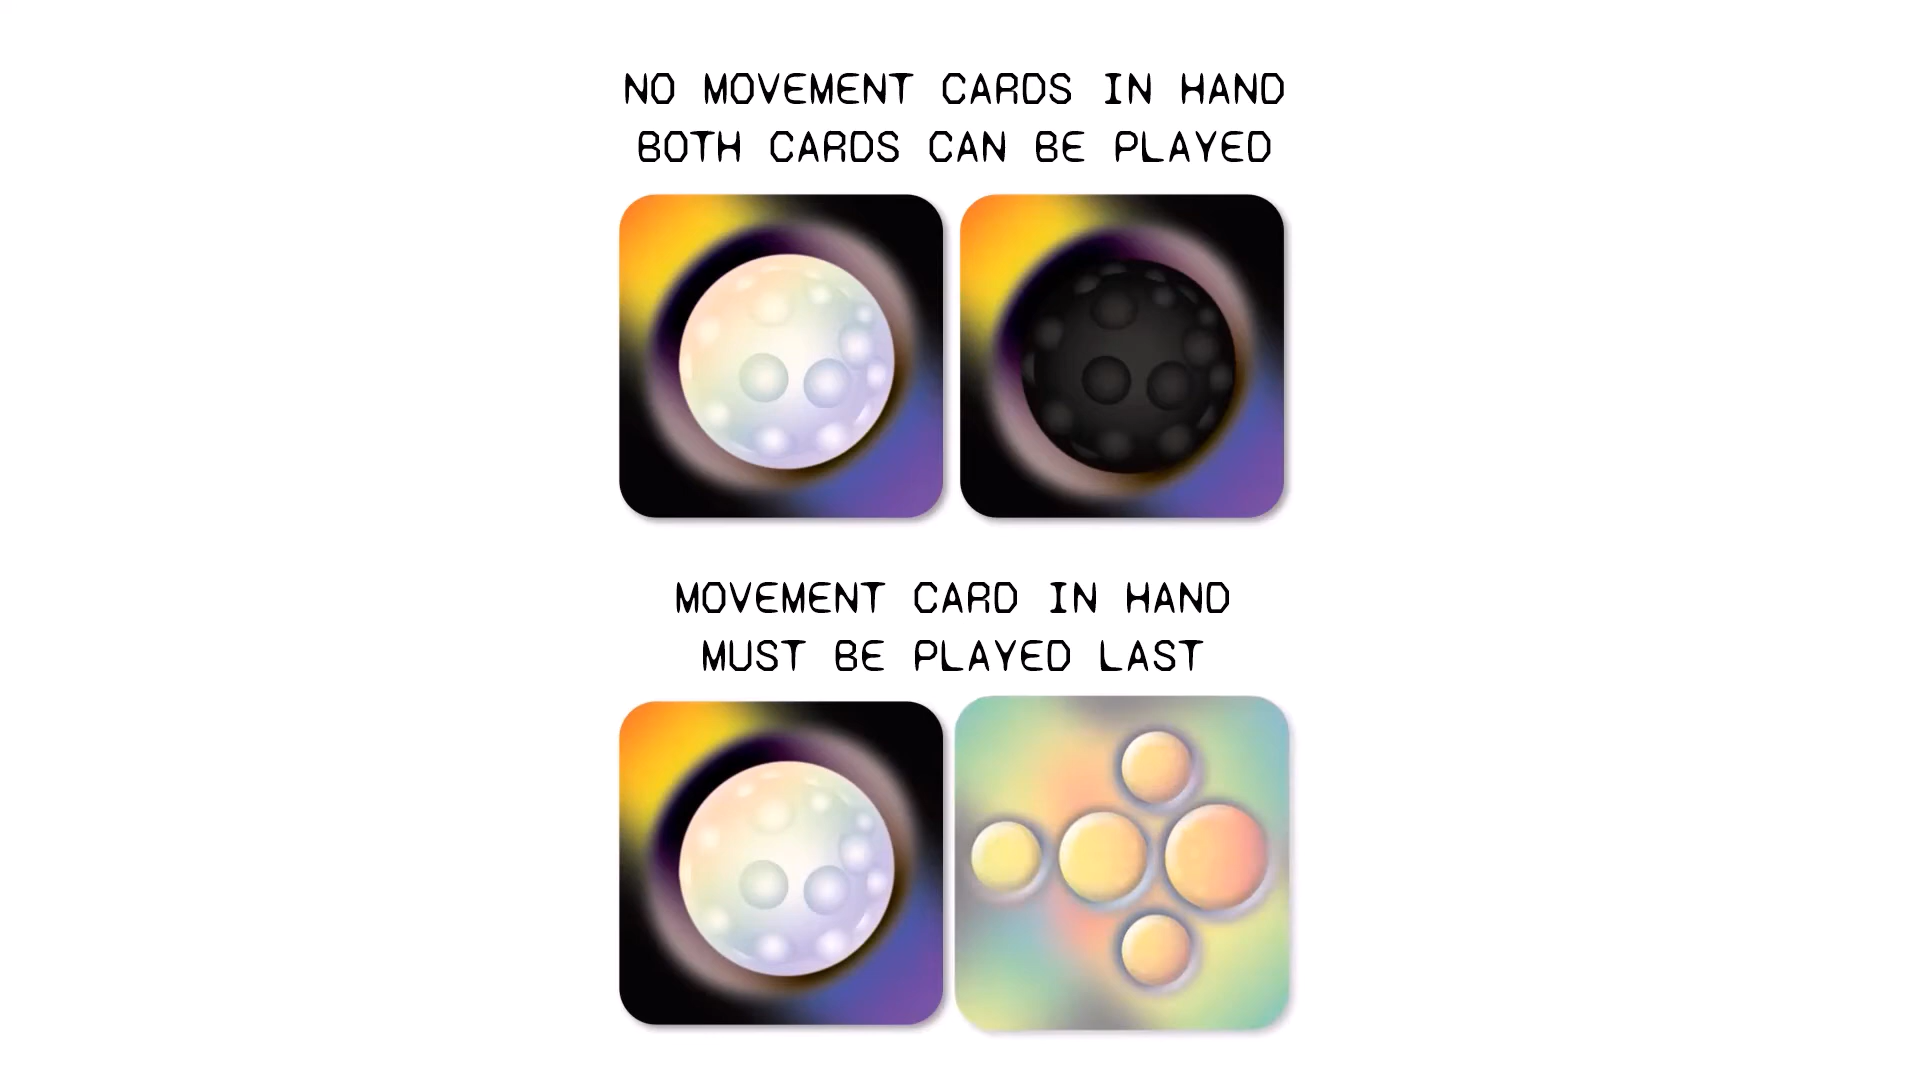 NO MOVEMENT CARDS IN HAND
BOTH CARDS CAN BE PLAYED
MOVEMENT CARD IN HAND
MUST BE PLAYED LAST